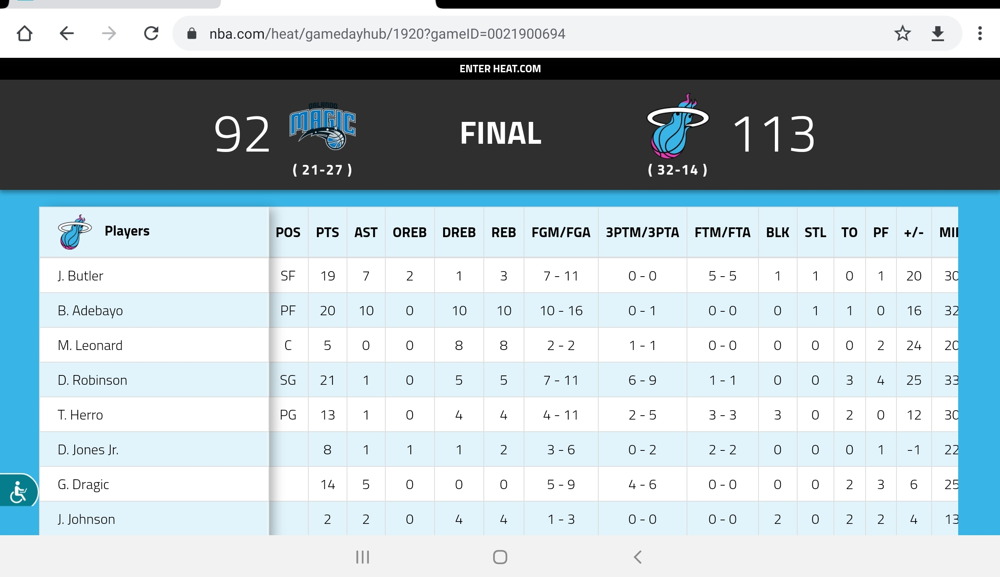 nba.com/heat/gamedayhub/1920?gameID=0021900694
ENTER HEAT.COM
92 ORLANDO MAGIC FINAL 113
( 21-27 ) ( 32-14 )
Players POS PTS AST OREB DREB REB FGM/FGA 3PTM/3PTA FTM/FTA BLK STL TO PF +/-
J. Butler SF 19 7 2 1 3 7 - 11 0 - 0 5 - 5 1 1 0 1 20 30
B. Adebayo PF 20 10 0 10 10 10 - 16 0 - 1 0 - 0 0 1 1 0 16 32
M. Leonard C 5 0 0 8 8 2 - 2 1 - 1 0 - 0 0 0 0 2 24 20
D. Robinson SG 21 1 0 5 5 7 - 11 6 - 9 1 - 1 0 0 3 4 25 33
T. Herro PG 13 1 0 4 4 4 - 11 2 - 5 3 - 3 3 0 2 0 12 30
D. Jones Jr. 8 1 1 1 2 3 - 6 0 - 2 2 - 2 0 0 0 1 -1 22
G. Dragic 14 5 0 0 0 5 - 9 4 - 6 0 - 0 0 0 2 3 6 25
J. Johnson 2 2 0 4 4 1 - 3 0 - 0 0 - 0 2 0 2 2 4 13